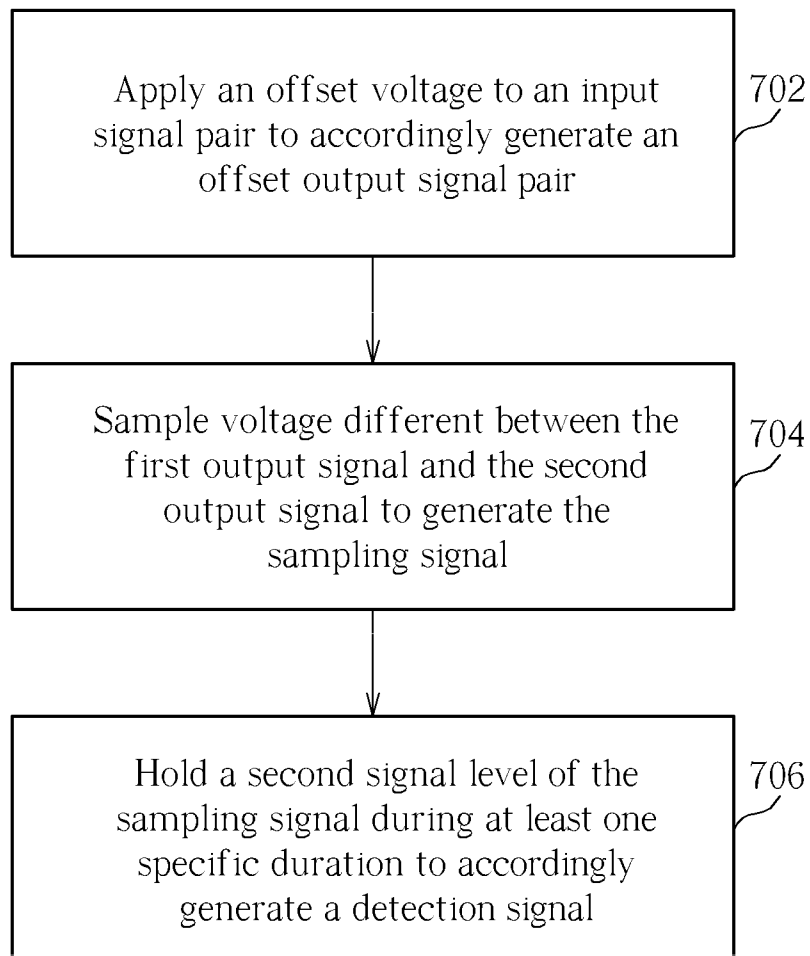 Apply an offset voltage to an input
signal pair to accordingly generate an
offset output signal pair
702
Sample voltage different between the
first output signal and the second
output signal to generate the
sampling signal
704
Hold a second signal level of the
sampling signal during at least one
specific duration to accordingly
generate a detection signal
706